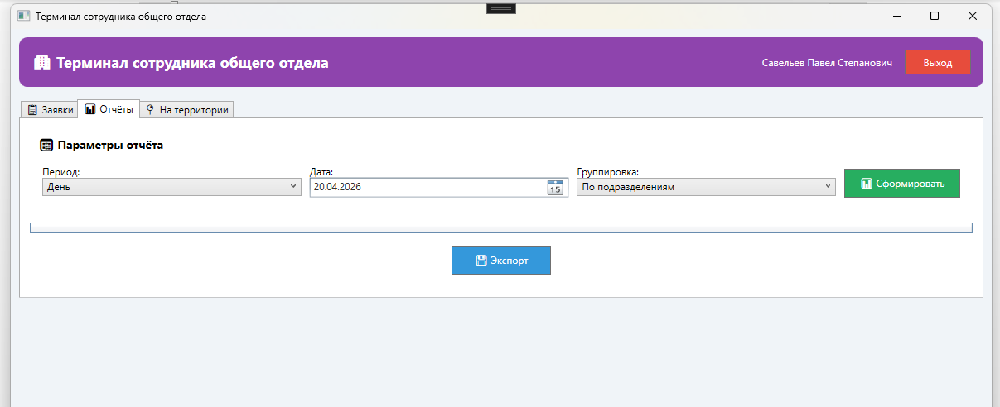 Терминал сотрудника общего отдела
Терминал сотрудника общего отдела
Савельев Павел Степанович
Выход
Заявки
Отчёты
На территории
Параметры отчёта
Период:
Дата:
Группировка:
День
20.04.2026
15
По подразделениям
Сформировать
Экспорт